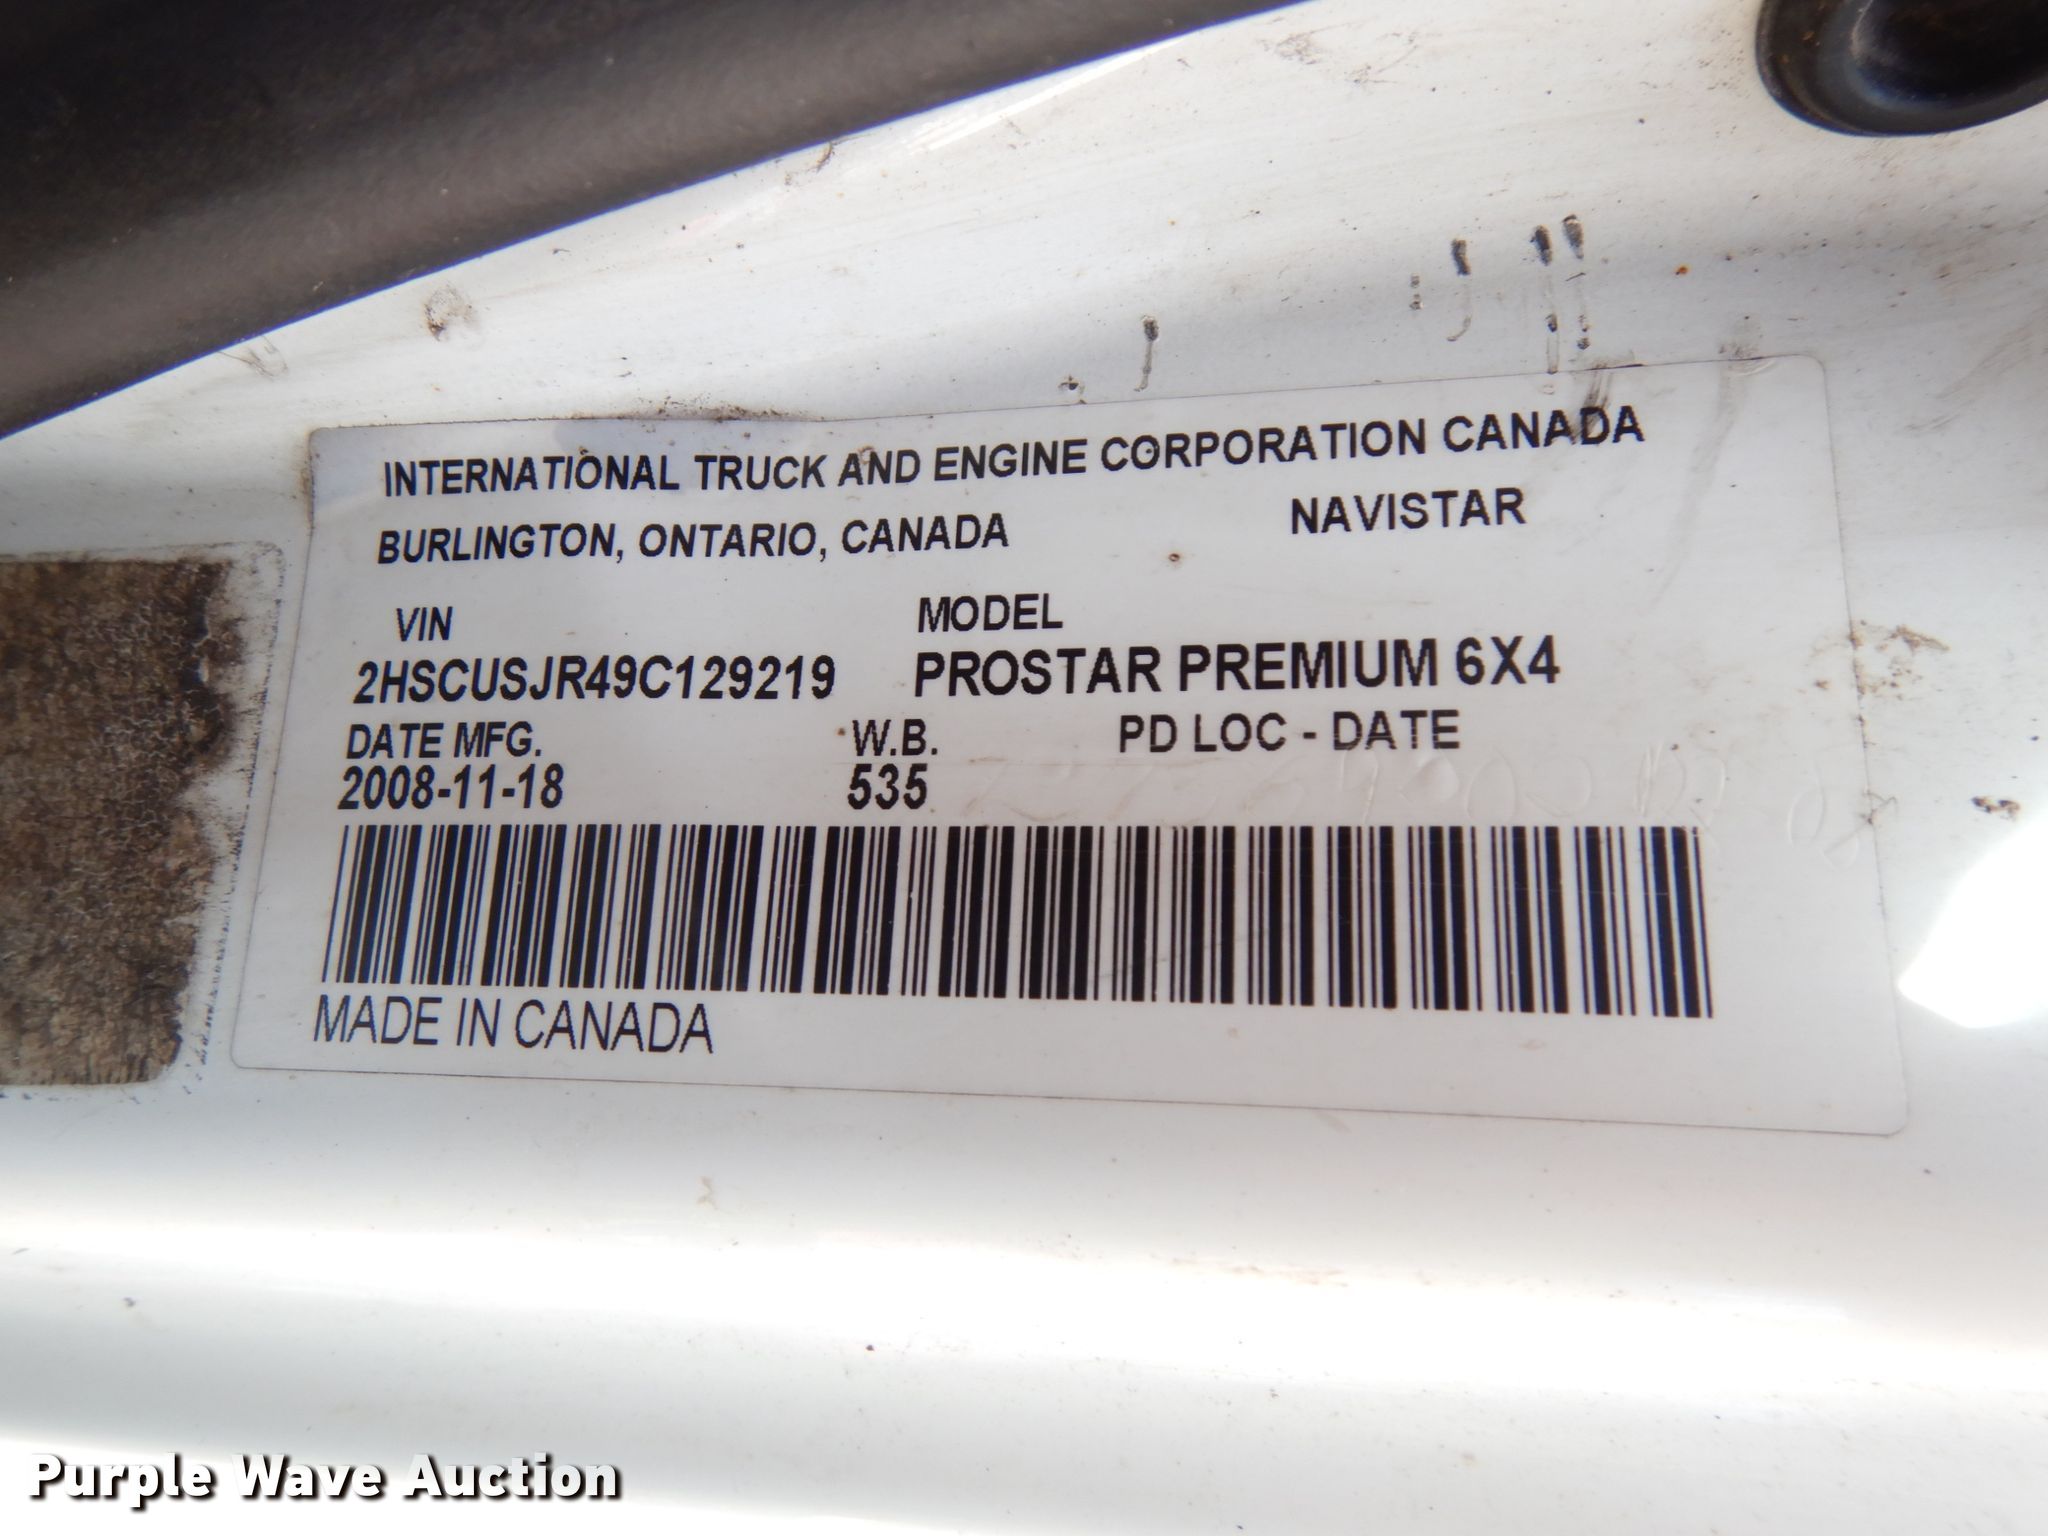 INTERNATIONAL TRUCK AND ENGINE CORPORATION CANADA
BURLINGTON, ONTARIO, CANADA NAVISTAR
VIN MODEL
2HSCUSJR49C129219 PROSTAR PREMIUM 6X4
DATE MFG. W.B. PD LOC - DATE
2008-11-18 535
MADE IN CANADA
Purple Wave Auction